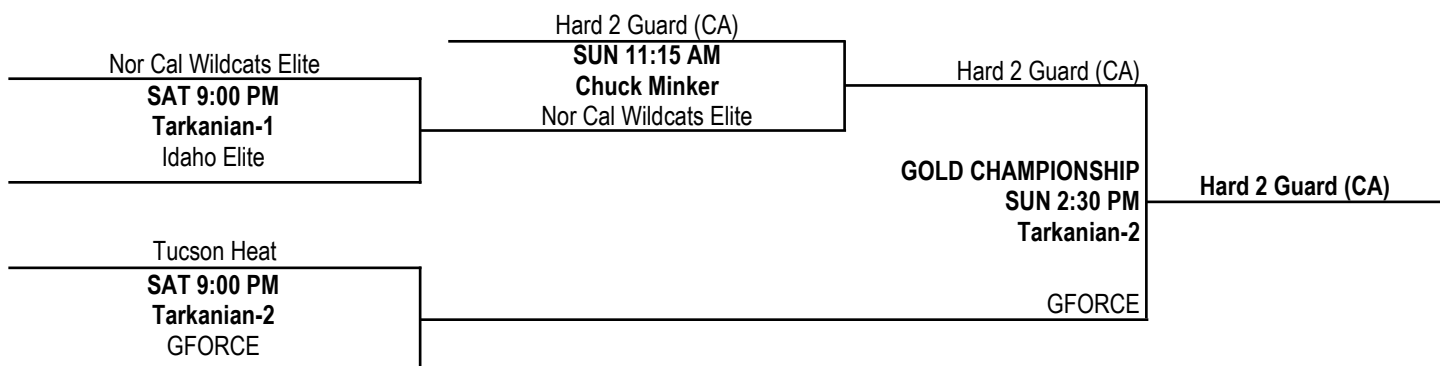 Hard 2 Guard (CA)
Nor Cal Wildcats Elite
SUN 11:15 AM
Chuck Minker
Hard 2 Guard (CA)
SAT 9:00 PM
Tarkanian-1
Nor Cal Wildcats Elite
Idaho Elite
GOLD CHAMPIONSHIP
SUN 2:30 PM
Tarkanian-2
Hard 2 Guard (CA)
Tucson Heat
SAT 9:00 PM
Tarkanian-2
GFORCE
GFORCE